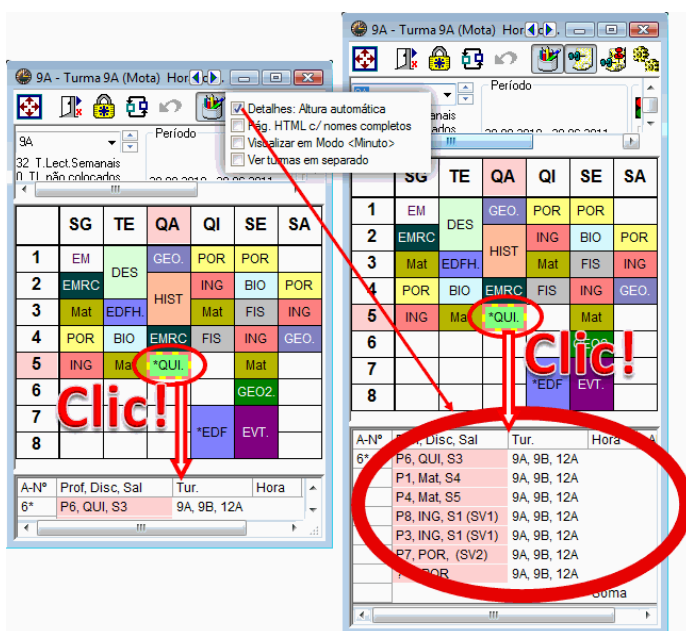 9A - Turma 9A (Mota) Hor
9A
Período
32 T.Lect.Semanais
0 TI não colocados
Detalhes: Altura automática
Pág. HTML c/ nomes completos
Visualizar em Modo <Minuto>
Ver turmas em separado
SG TE QA QI SE SA
1 EM DES GEO. POR POR
2 EMRC HIST ING BIO POR
3 Mat EDFH. Mat FIS ING
4 POR BIO EMRC FIS ING GEO.
5 ING Mat *QUI. Mat
6 GEO2.
7 *EDF EVT.
8
Clic!
A-Nº Prof, Disc, Sal Tur. Hora
6* P6, QUI, S3 9A, 9B, 12A
9A - Turma 9A (Mota) Hor
Período
SG TE QA QI SE SA
1 EM DES GEO. POR POR
2 EMRC HIST ING BIO POR
3 Mat EDFH. Mat FIS ING
4 POR BIO EMRC FIS ING GEO.
5 ING Mat *QUI. Mat
6
7 *EDF EVT.
8
Clic!
A-Nº Disc, Sal Tur. Hora A
6* P6, QUI, S3 9A, 9B, 12A
P1, Mat, S4 9A, 9B, 12A
P4, Mat, S5 9A, 9B, 12A
P8, ING, S1 (SV1) 9A, 9B, 12A
P3, ING, S1 (SV1) 9A, 9B, 12A
P7, POR, (SV2) 9A, 9B, 12A
POR 9A, 9B, 12A
Soma